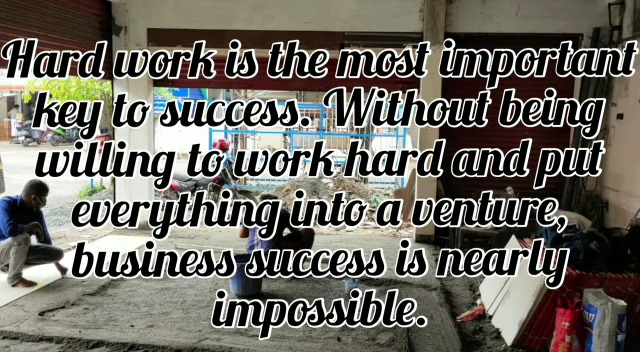 Hard work is the most important
key to success. Without being
willing to work hard and put
everything into a venture,
business success is nearly
impossible.